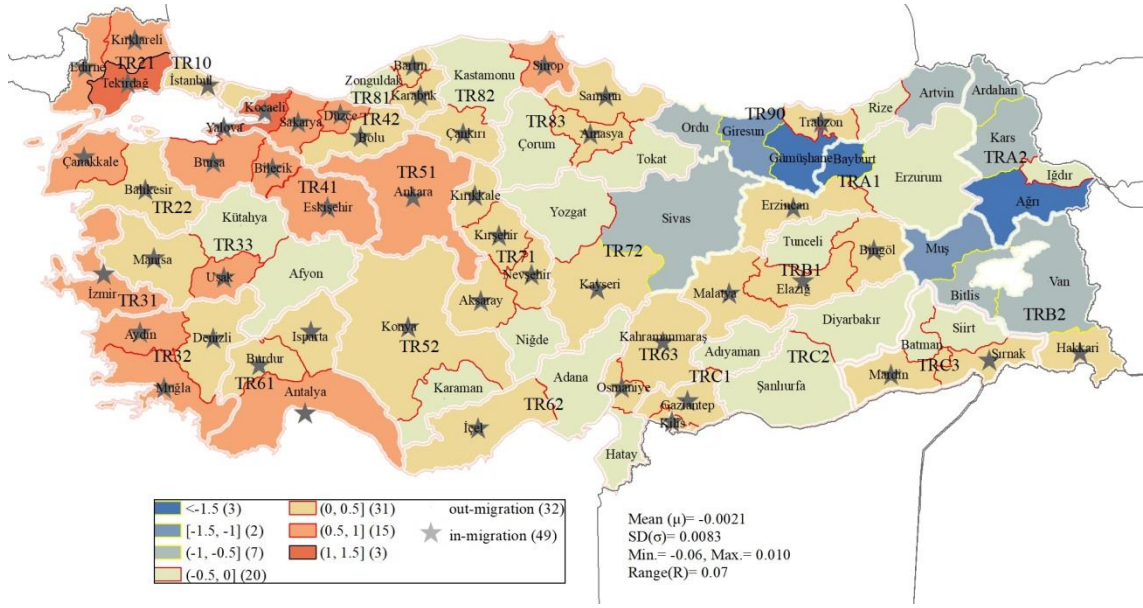 Kırklareli
Edirne
TR21
TR10
Tekirdağ
İstanbul
Kocaeli
Yalova
Sakarya
Düzce
Bolu
TR42
Zonguldak
TR81
Bartın
Karabük
Kastamonu
TR82
Çankırı
Sinop
Samsun
TR83
Amasya
Çorum
Tokat
Ordu
Giresun
TR90
Trabzon
Gümüşhane
Bayburt
TRA1
Rize
Artvin
Ardahan
Kars
TRA2
Iğdır
Ağrı
Erzurum
Erzincan
Çanakkale
Balıkesir
TR22
Bursa
Bilecik
TR41
Eskişehir
TR51
Ankara
Kırıkkale
Kırşehir
TR71
Nevşehir
Aksaray
Niğde
Yozgat
Sivas
TR72
Kayseri
Kütahya
TR33
Manisa
Uşak
Afyon
İzmir
TR31
Aydın
TR32
Muğla
Denizli
Burdur
TR61
Isparta
Antalya
Konya
TR52
Karaman
İçel
TR62
Adana
Hatay
Osmaniye
Kahramanmaraş
TR63
Gaziantep
Kilis
TRC1
Adıyaman
Malatya
Tunceli
TRB1
Elazığ
Bingöl
Muş
Bitlis
Van
TRB2
Hakkari
Diyarbakır
TRC2
Şanlıurfa
Mardin
Batman
Siirt
TRC3
Şırnak
<-1.5 (3)
[-1.5, -1] (2)
(-1, -0.5] (7)
(-0.5, 0] (20)
(0, 0.5] (31)
(0.5, 1] (15)
(1, 1.5] (3)
out-migration (32)
in-migration (49)
Mean (μ)= -0.0021
SD(σ)= 0.0083
Min.= -0.06, Max.= 0.010
Range(R)= 0.07